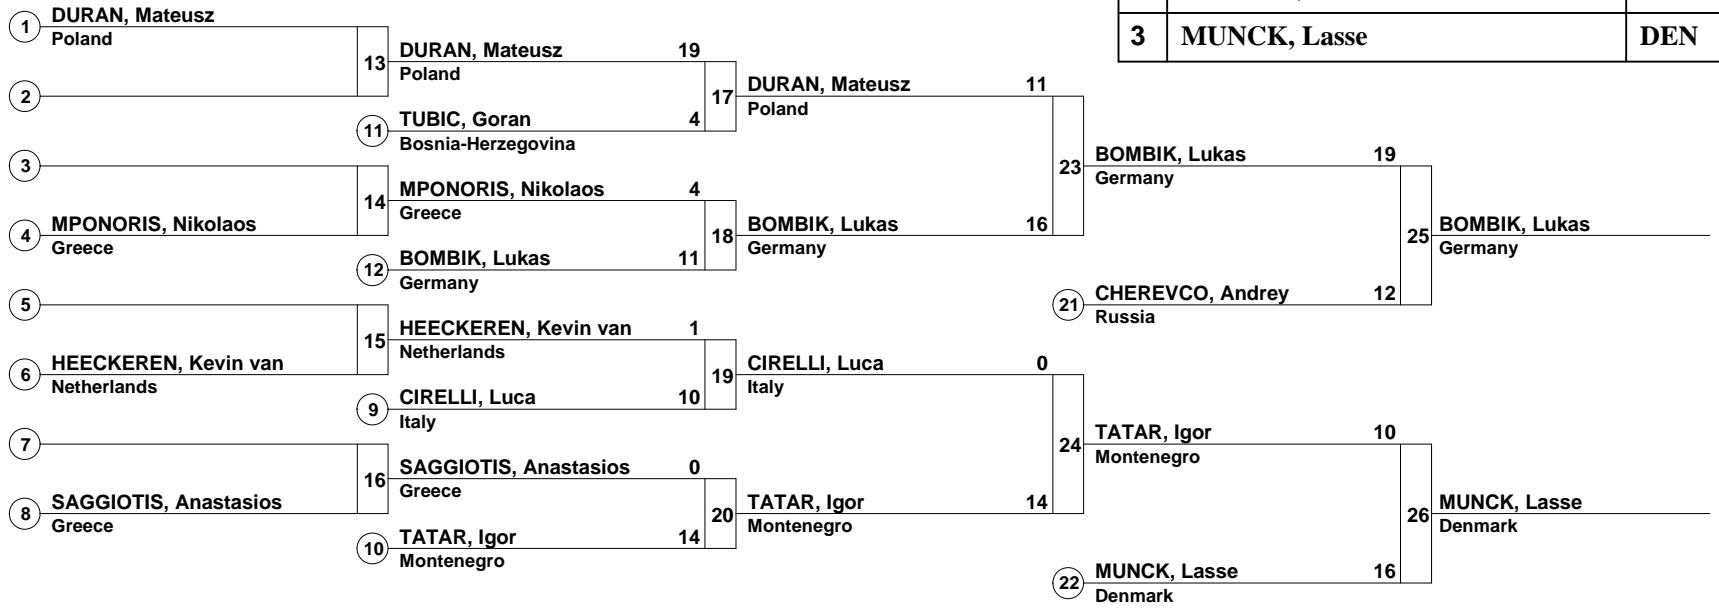 3 MUNCK, Lasse DEN
1 DURAN, Mateusz
Poland
2
3
4 MPONORIS, Nikolaos
Greece
5
6 HEECKEREN, Kevin van
Netherlands
7
8 SAGGIOTIS, Anastasios
Greece
13 DURAN, Mateusz 19
Poland
11 TUBIC, Goran 4
Bosnia-Herzegovina
14 MPONORIS, Nikolaos 4
Greece
12 BOMBIK, Lukas 11
Germany
15 HEECKEREN, Kevin van 1
Netherlands
9 CIRELLI, Luca 10
Italy
16 SAGGIOTIS, Anastasios 0
Greece
10 TATAR, Igor 14
Montenegro
17 DURAN, Mateusz 11
Poland
18 BOMBIK, Lukas 16
Germany
19 CIRELLI, Luca 0
Italy
20 TATAR, Igor 14
Montenegro
23 BOMBIK, Lukas 19
Germany
21 CHEREVCO, Andrey 12
Russia
24 TATAR, Igor 10
Montenegro
22 MUNCK, Lasse 16
Denmark
25 BOMBIK, Lukas
Germany
26 MUNCK, Lasse
Denmark